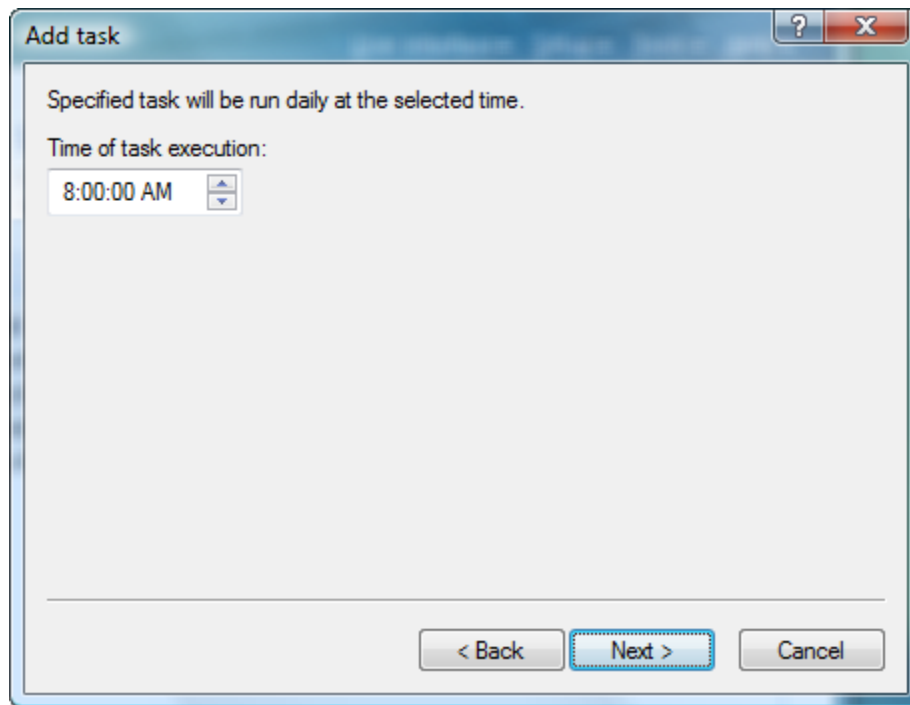 Add task
?
X
Specified task will be run daily at the selected time.
Time of task execution:
8:00:00 AM
< Back Next > Cancel